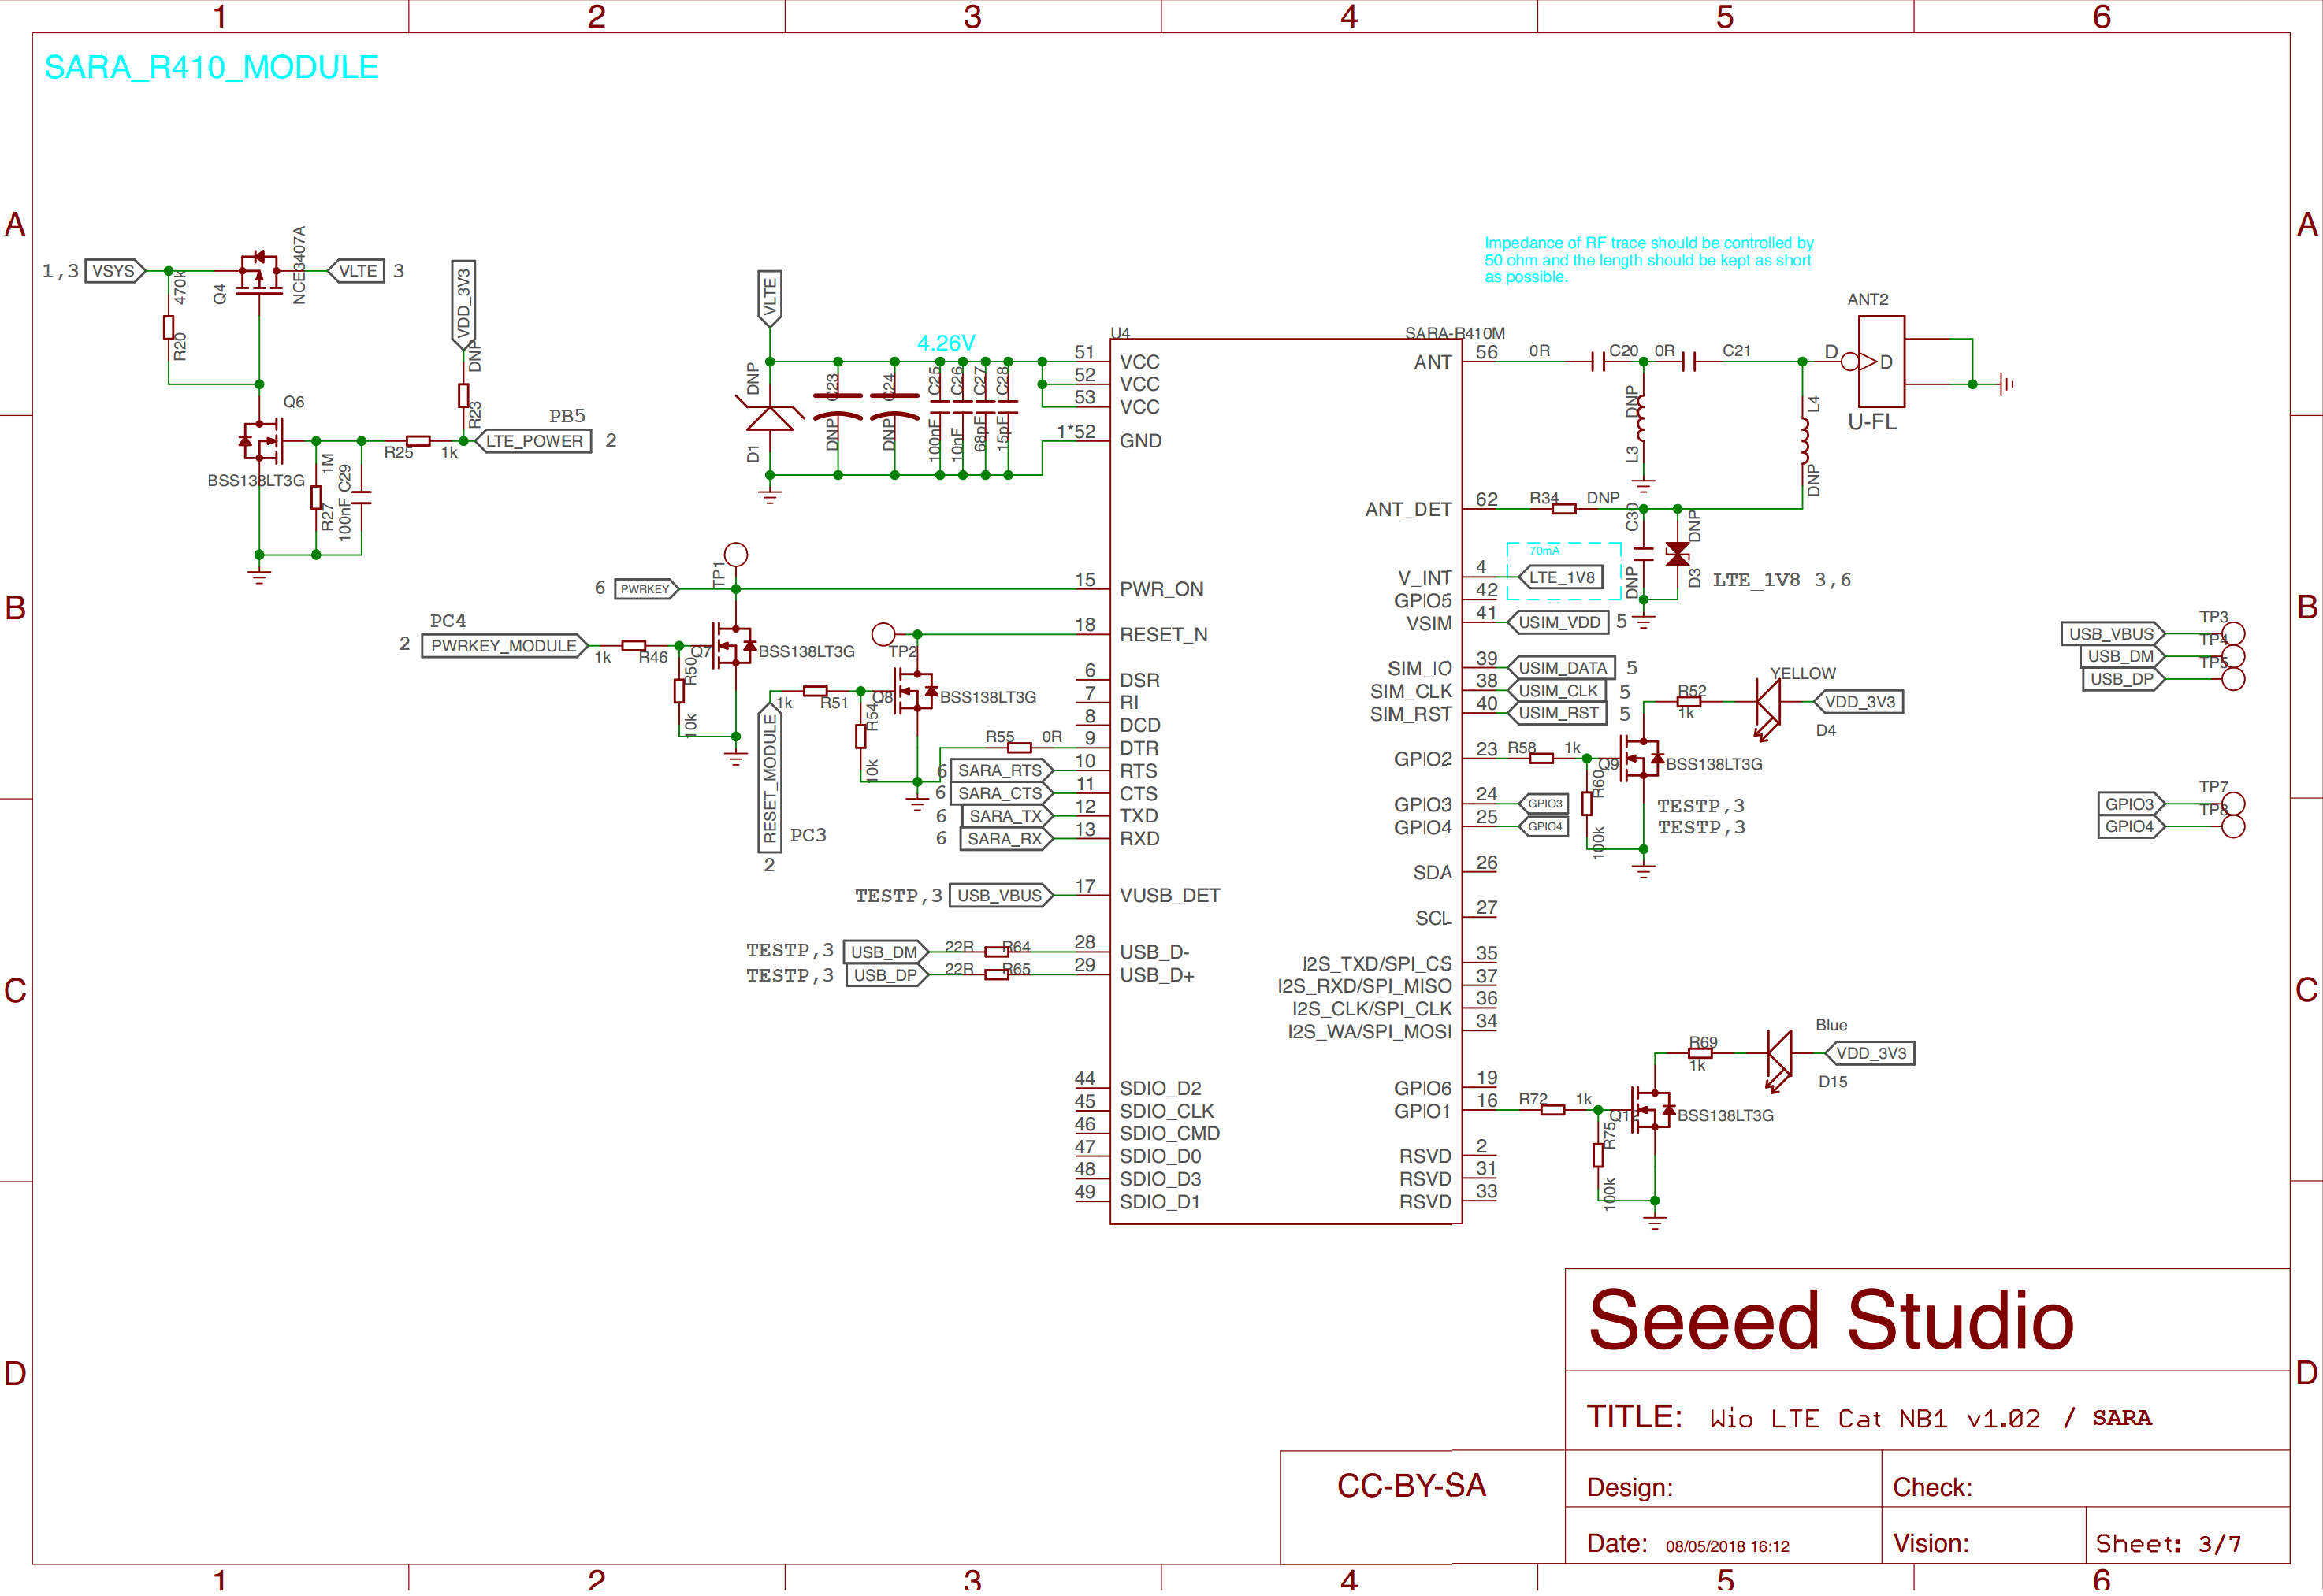 1 2 3 4 5 6
SARA_R410_MODULE
A A
B B
C C
D D
1,3 VSYS
470k
R20
Q4
NCE3407A
VLTE 3
VDD_3V3
DNP
R23
Q6
BSS138LT3G
PB5
LTE_POWER 2
R25 1k
1M
R27
C29
100nF
VLTE
4.26V
DNP
D1
C23
DNP
C24
DNP
C25
100nF
C26
10nF
C27
68pF
C28
15pF
U4
SARA-R410M
51 VCC
52 VCC
53 VCC
1*52 GND
15 PWR_ON
18 RESET_N
6 DSR
7 RI
8 DCD
9 DTR
10 RTS
11 CTS
12 TXD
13 RXD
17 VUSB_DET
28 USB_D-
29 USB_D+
44 SDIO_D2
45 SDIO_CLK
46 SDIO_CMD
47 SDIO_D0
48 SDIO_D3
49 SDIO_D1
ANT 56
ANT_DET 62
V_INT 4
GPIO5 42
VSIM 41
SIM_IO 39
SIM_CLK 38
SIM_RST 40
GPIO2 23
GPIO3 24
GPIO4 25
SDA 26
SCL 27
I2S_TXD/SPI_CS 35
I2S_RXD/SPI_MISO 37
I2S_CLK/SPI_CLK 36
I2S_WA/SPI_MOSI 34
GPIO6 19
GPIO1 16
RSVD 2
RSVD 31
RSVD 33
6 PWRKEY
TP1
PC4
2 PWRKEY_MODULE
1k R46
R50
10k
Q7
BSS138LT3G
TP2
1k R51
Q8
BSS138LT3G
R54
10k
RESET_MODULE
PC3
2
R55 0R
6 SARA_RTS
6 SARA_CTS
6 SARA_TX
6 SARA_RX
TESTP,3 USB_VBUS
TESTP,3 USB_DM 22R R64
TESTP,3 USB_DP 22R R65
Impedance of RF trace should be controlled by
50 ohm and the length should be kept as short
as possible.
0R C20 0R C21
DNP
L3
L4
DNP
ANT2
D D
U-FL
R34 DNP
C30
DNP
DNP
D3
70mA
LTE_1V8
LTE_1V8 3,6
USIM_VDD 5
USIM_DATA 5
USIM_CLK 5
USIM_RST 5
R52
1k
YELLOW
D4
VDD_3V3
R58 1k
Q9
BSS138LT3G
R60
100k
GPIO3
GPIO4
TESTP,3
TESTP,3
USB_VBUS TP3
USB_DM TP4
USB_DP TP5
GPIO3 TP7
GPIO4 TP8
R69
1k
Blue
D15
VDD_3V3
R72 1k
BSS138LT3G
R75
100k
Seeed Studio
TITLE: Wio LTE Cat NB1 v1.02 / SARA
CC-BY-SA
Design: Check:
Date: 08/05/2018 16:12 Vision: Sheet: 3/7
1 2 3 4 5 6